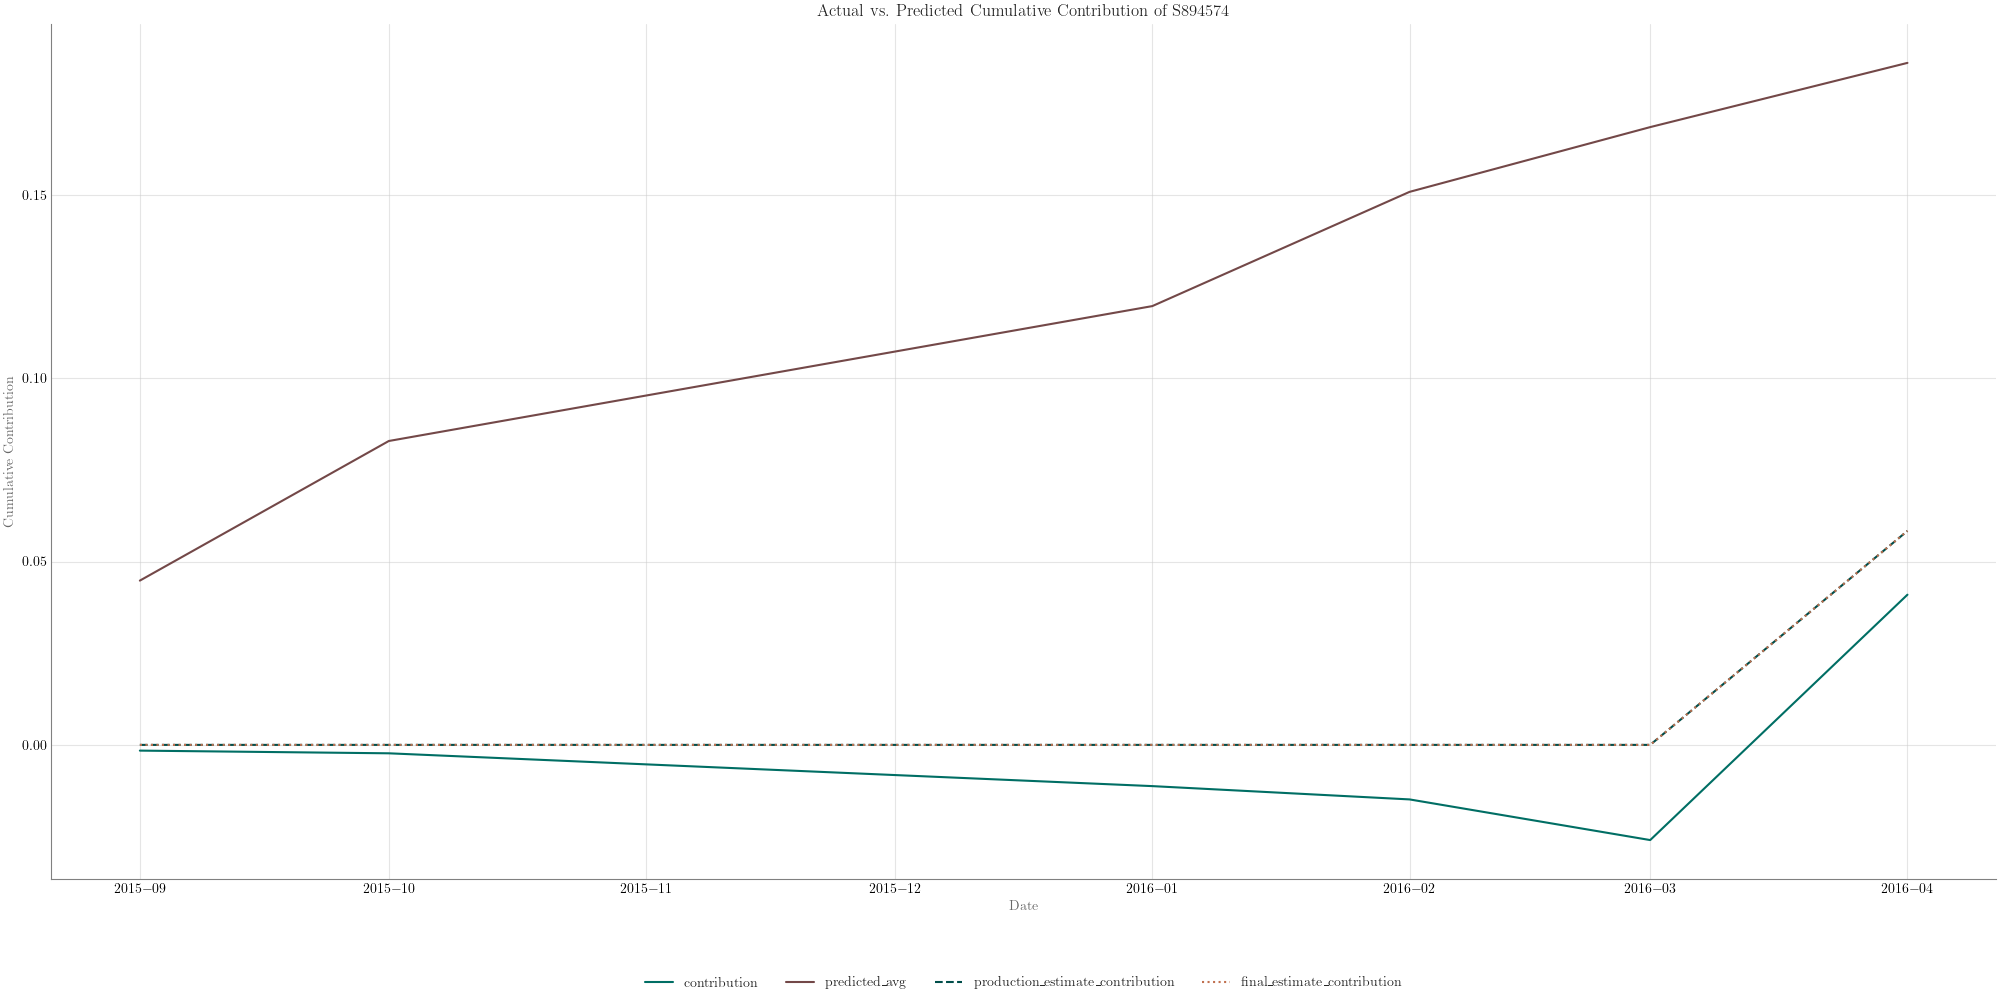 Actual vs. Predicted Cumulative Contribution of S894574
Cumulative Contribution
0.15
0.10
0.05
0.00
2015–09 2015–10 2015–11 2015–12 2016–01 2016–02 2016–03 2016–04
Date
contribution predicted_avg production_estimate_contribution final_estimate_contribution